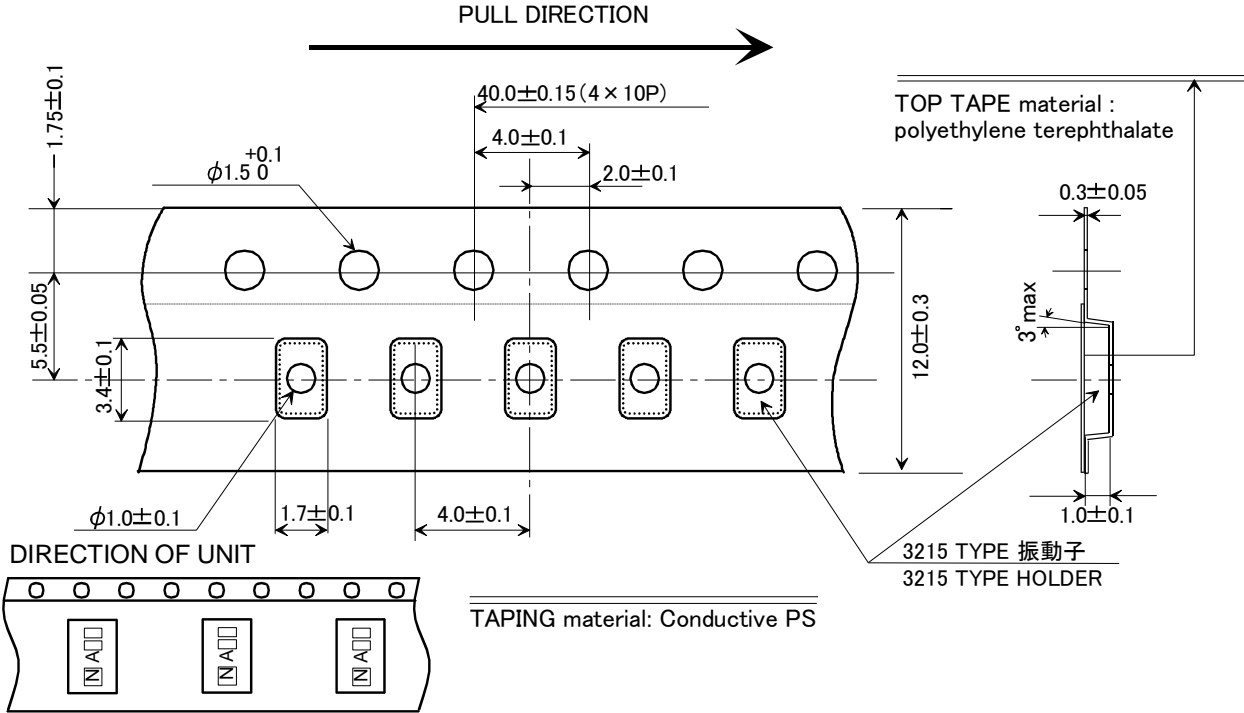 PULL DIRECTION
40.0±0.15(4×10P)
4.0±0.1
2.0±0.1
1.75±0.1
+0.1
φ1.5 0
TOP TAPE material :
polyethylene terephthalate
0.3±0.05
5.5±0.05
3.4±0.1
12.0±0.3
3°max
φ1.0±0.1
1.7±0.1
4.0±0.1
1.0±0.1
3215 TYPE 振動子
3215 TYPE HOLDER
DIRECTION OF UNIT
TAPING material: Conductive PS
N A□□
N A□□
N A□□